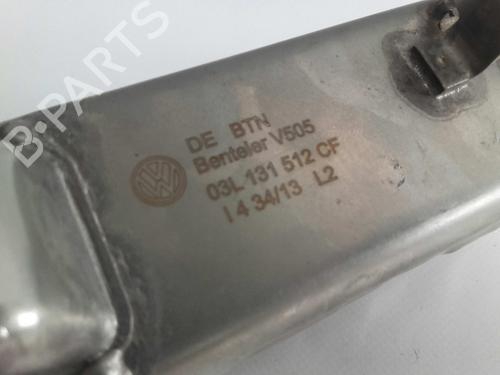 DE BTN
Benteler V505
03L 131 512 CF
I 4 34/13 L2
B-PARTS